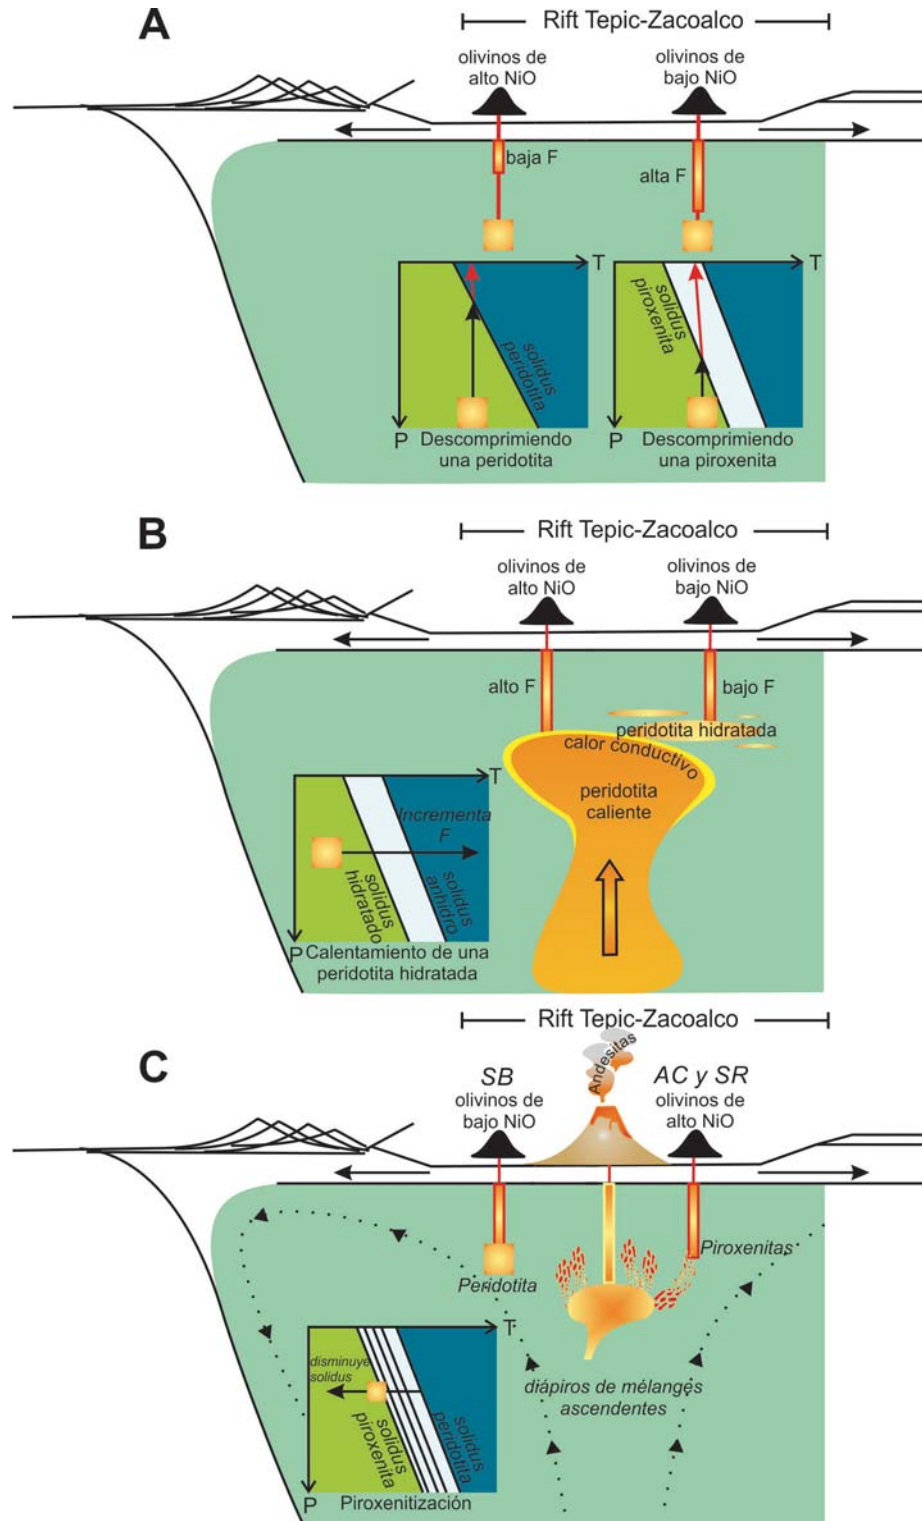 A
Rift Tepic-Zacoalco
olivinos de
alto NiO
olivinos de
bajo NiO
baja F
alta F
T
solidus
peridotita
P
Descomprimiendo
una peridotita
T
solidus
piroxenita
P
Descomprimiendo
una piroxenita
B
Rift Tepic-Zacoalco
olivinos de
alto NiO
olivinos de
bajo NiO
alto F
bajo F
peridotita hidratada
calor conductivo
peridotita
caliente
T
Incrementa
F
solidus
hidratado
solidus
anhidro
P
Calentamiento de una
peridotita hidratada
C
Rift Tepic-Zacoalco
Andesitas
SB
olivinos de
bajo NiO
AC y SR
olivinos de
alto NiO
Peridotita
Piroxenitas
diápiros de mélanges
ascendentes
T
disminuye
solidus
solidus
piroxenita
solidus
peridotita
P
Piroxenitización